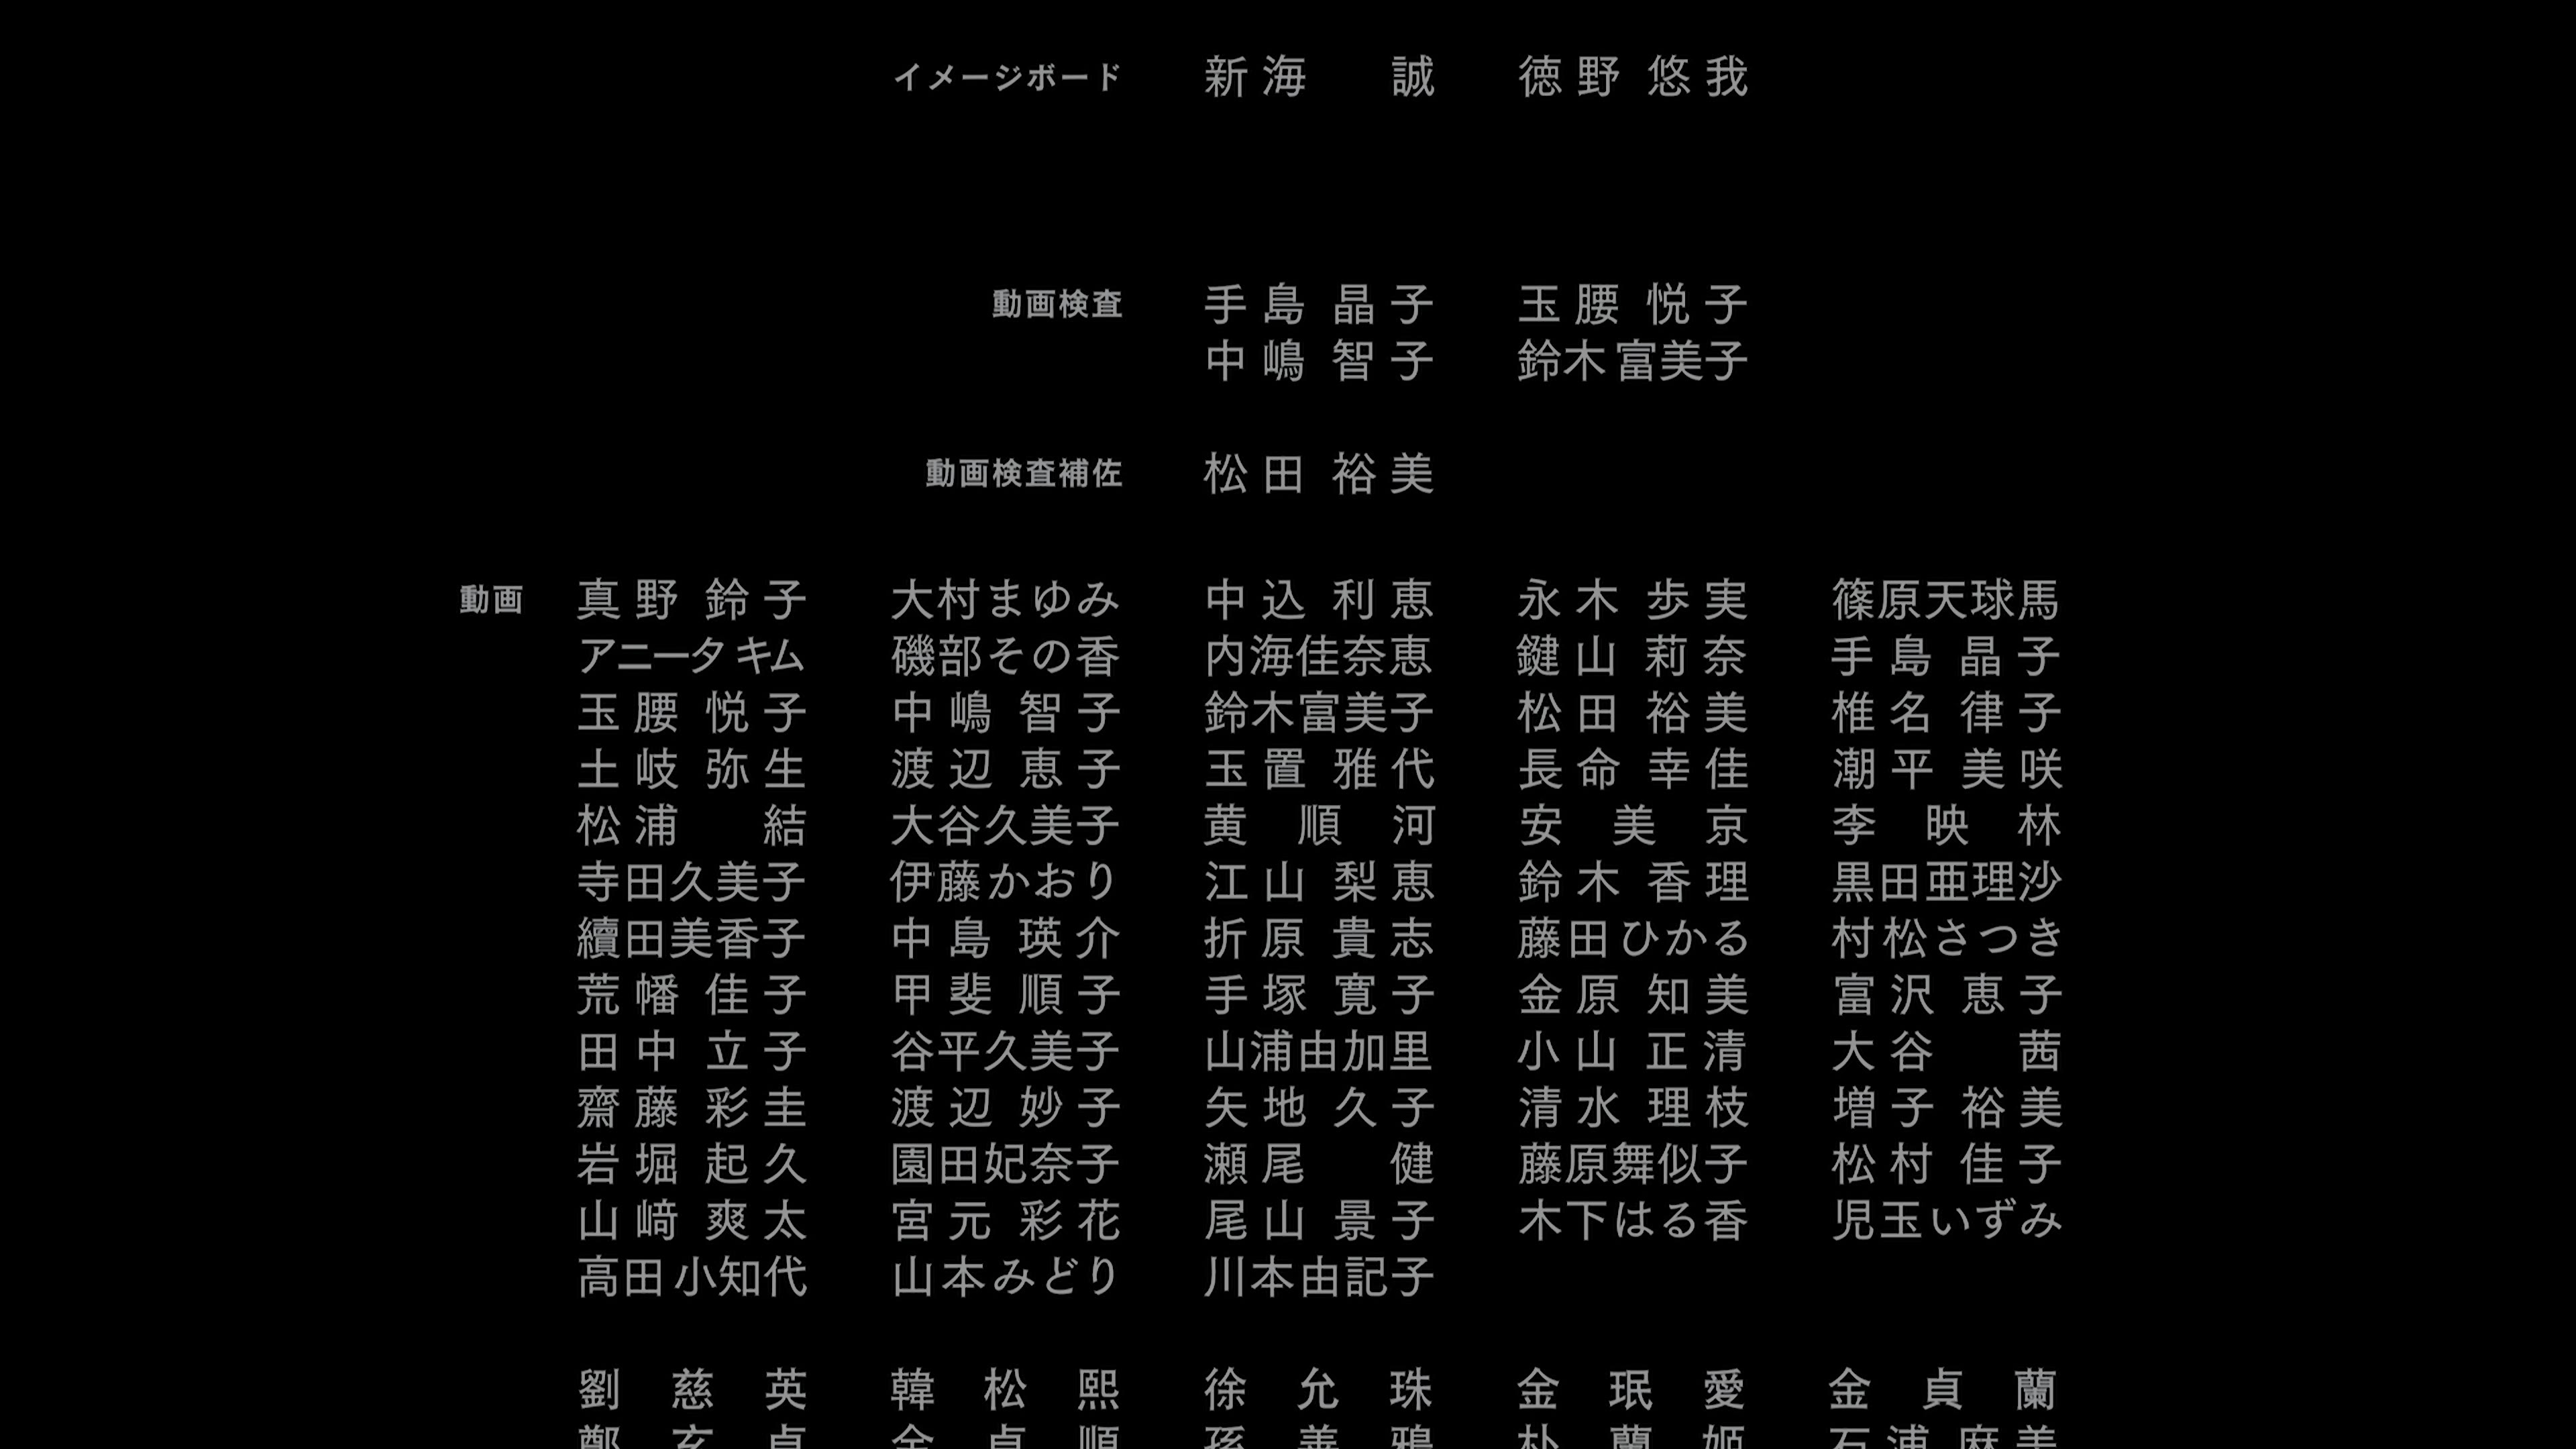 イメージボード 新海 誠 徳野悠我
動画検査 手島晶子 玉腰悦子
中嶋智子 鈴木富美子
動画検査補佐 松田裕美
動画 真野鈴子 大村まゆみ 中込利恵 永木歩実 篠原天球馬
アニータ キム 磯部その香 内海佳奈恵 鍵山莉奈 手島晶子
玉腰悦子 中嶋智子 鈴木富美子 松田裕美 椎名律子
土岐弥生 渡辺恵子 玉置雅代 長命幸佳 潮平美咲
松浦 結 大谷久美子 黄順河 安美京 李映林
寺田久美子 伊藤かおり 江山梨恵 鈴木香理 黒田亜理沙
續田美香子 中島瑛介 折原貴志 藤田ひかる 村松さつき
荒幡佳子 甲斐順子 手塚寛子 金原知美 富沢恵子
田中立子 谷平久美子 山浦由加里 小山正清 大谷 茜
齋藤彩圭 渡辺妙子 矢地久子 清水理枝 増子裕美
岩堀起久 園田妃奈子 瀬尾 健 藤原舞似子 松村佳子
山﨑爽太 宮元彩花 尾山景子 木下はる香 児玉いずみ
高田小知代 山本みどり 川本由記子
劉慈英 韓松熙 徐允珠 金珉愛 金貞蘭